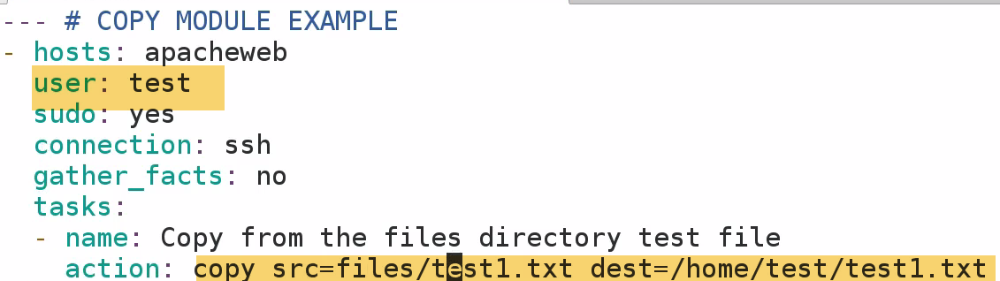 --- # COPY MODULE EXAMPLE
- hosts: apacheweb
  user: test
  sudo: yes
  connection: ssh
  gather_facts: no
  tasks:
  - name: Copy from the files directory test file
    action: copy src=files/test1.txt dest=/home/test/test1.txt